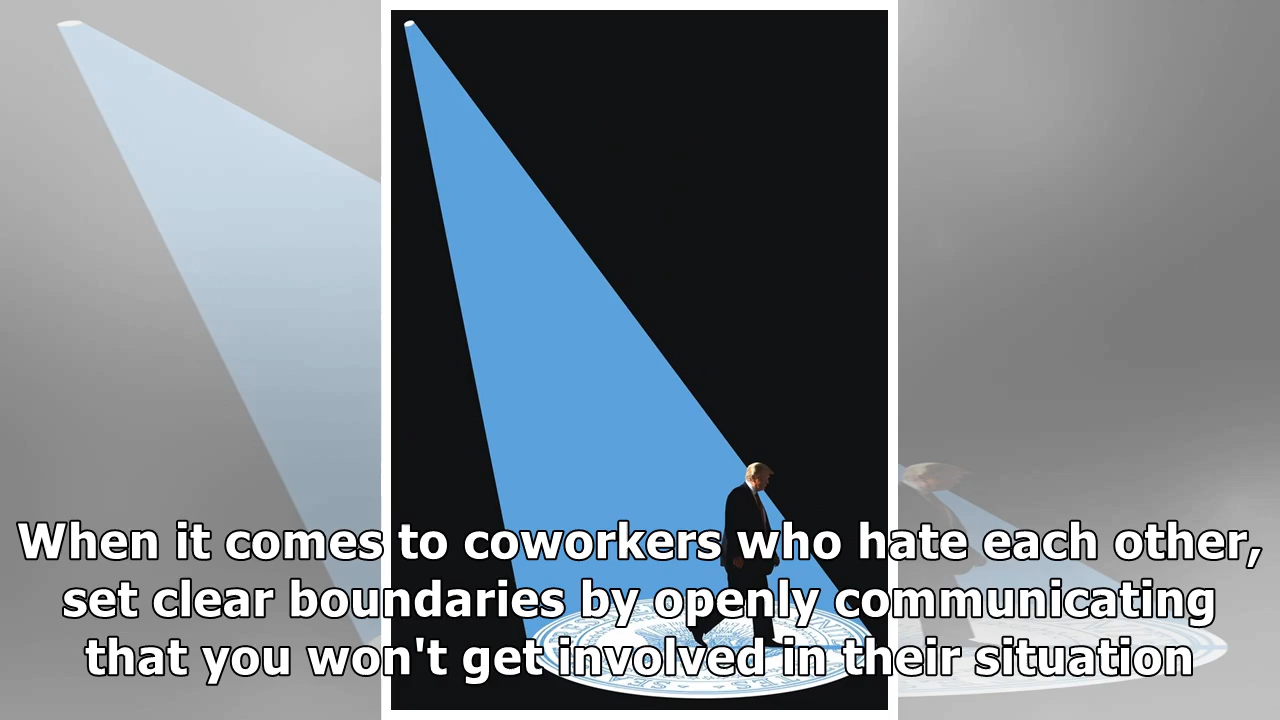 When it comes to coworkers who hate each other,
set clear boundaries by openly communicating
that you won't get involved in their situation